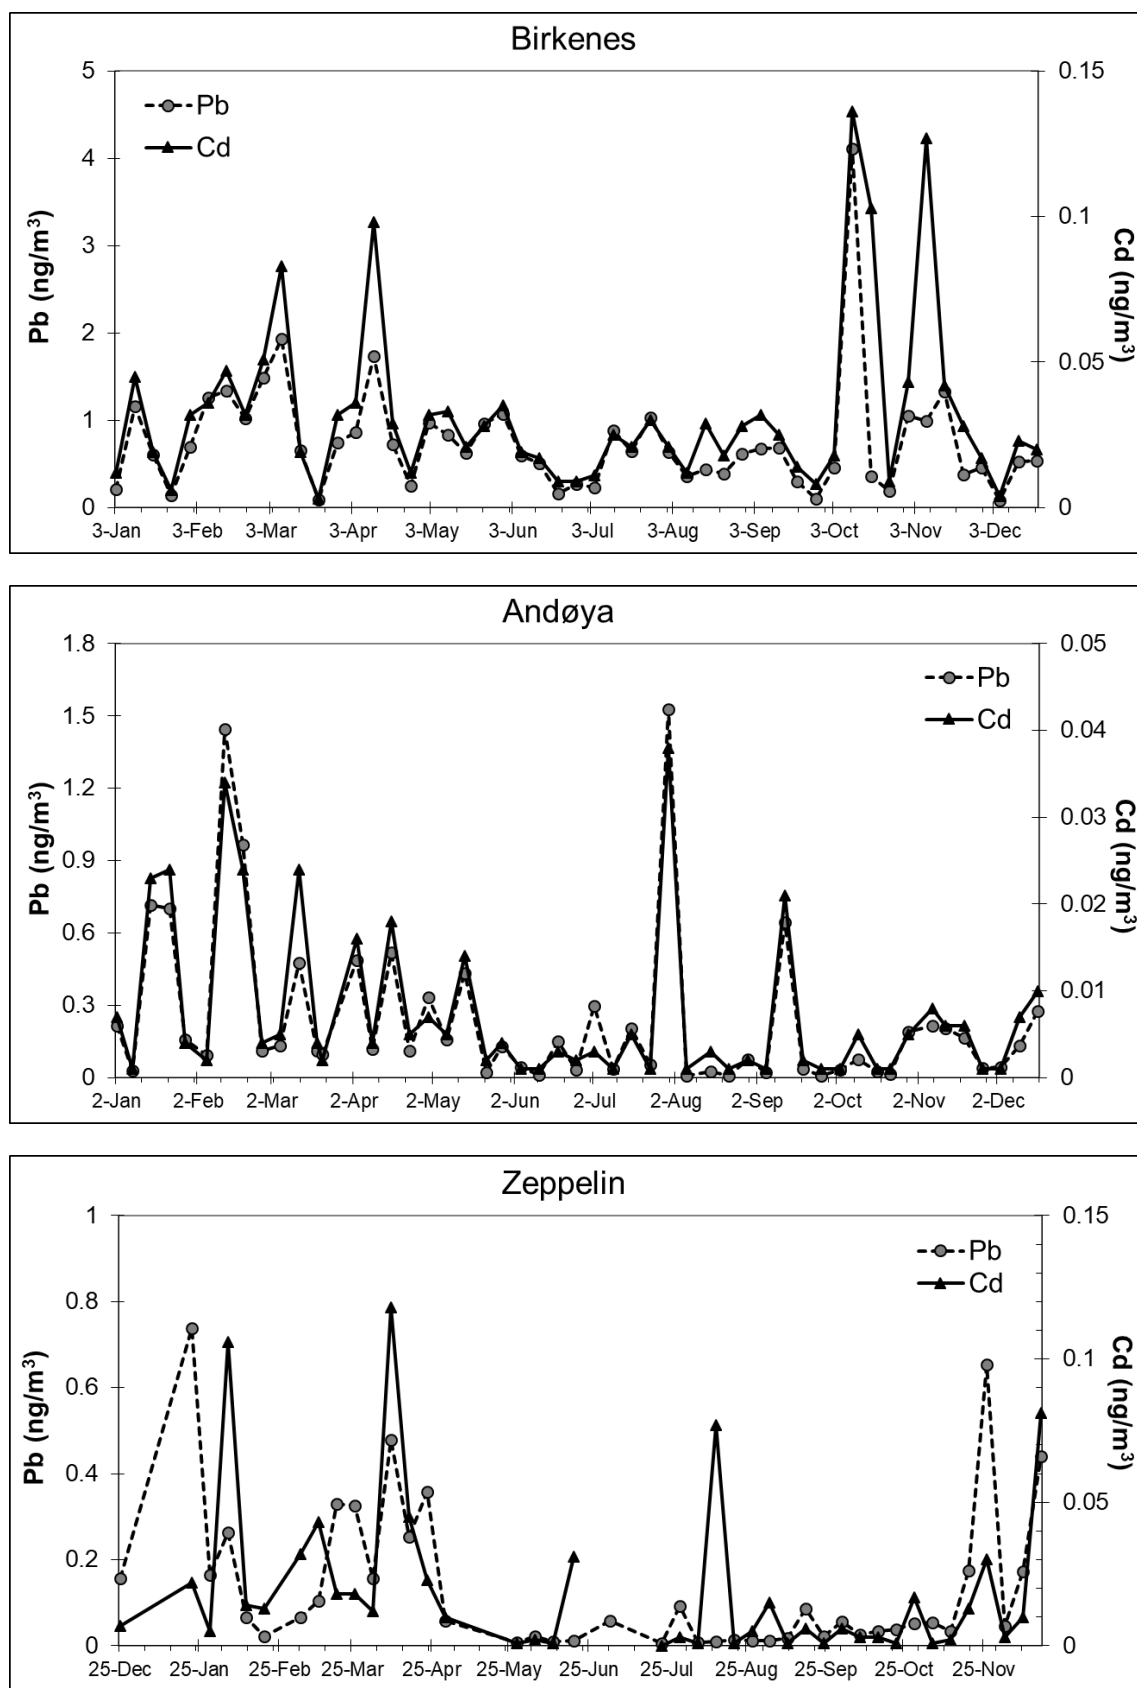 Birkenes
Pb (ng/m³)
5
4
3
2
1
0
Pb
Cd
0.15
0.1
0.05
0
Cd (ng/m³)
3-Jan 3-Feb 3-Mar 3-Apr 3-May 3-Jun 3-Jul 3-Aug 3-Sep 3-Oct 3-Nov 3-Dec
Andøya
Pb (ng/m³)
1.8
1.5
1.2
0.9
0.6
0.3
0
Pb
Cd
0.05
0.04
0.03
0.02
0.01
0
Cd (ng/m³)
2-Jan 2-Feb 2-Mar 2-Apr 2-May 2-Jun 2-Jul 2-Aug 2-Sep 2-Oct 2-Nov 2-Dec
Zeppelin
Pb (ng/m³)
1
0.8
0.6
0.4
0.2
0
Pb
Cd
0.15
0.1
0.05
0
Cd (ng/m³)
25-Dec 25-Jan 25-Feb 25-Mar 25-Apr 25-May 25-Jun 25-Jul 25-Aug 25-Sep 25-Oct 25-Nov